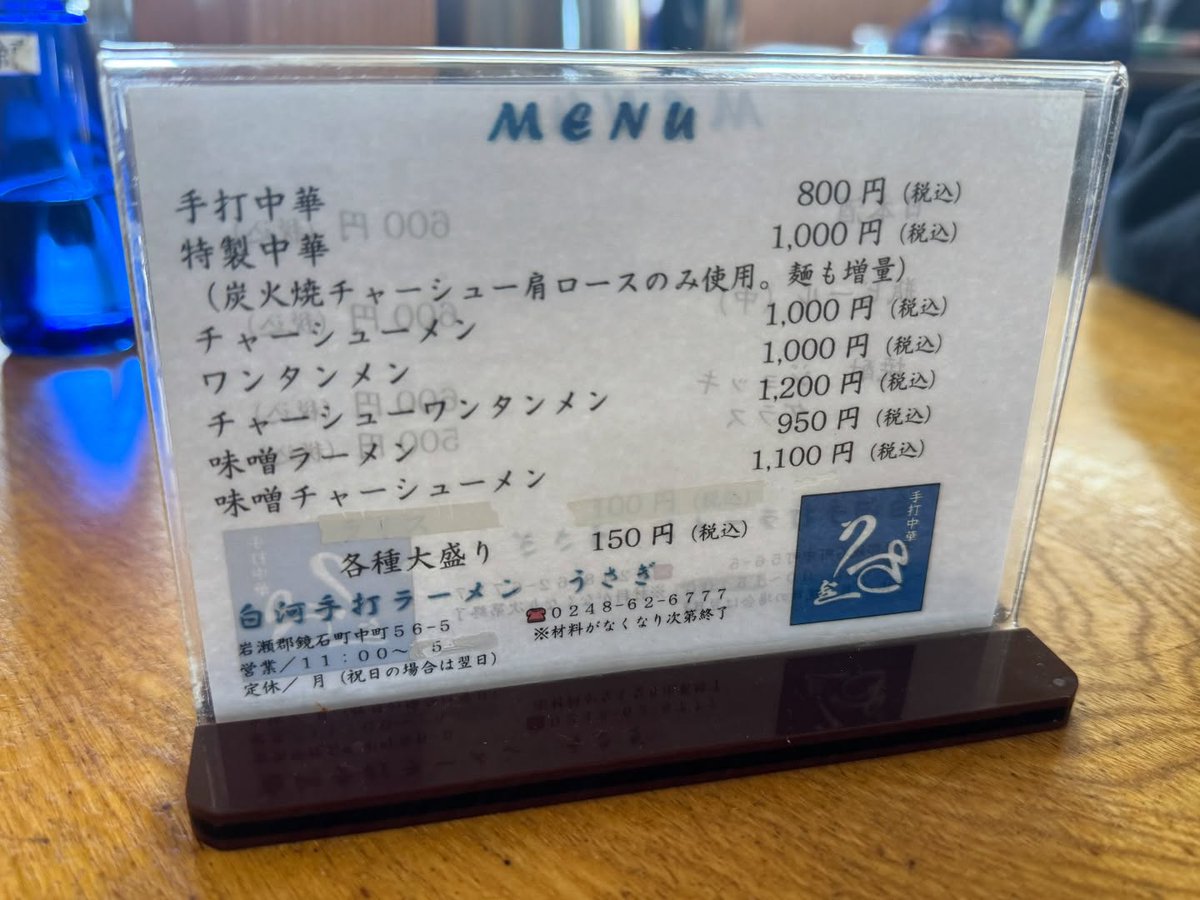 MENU
手打中華 800円（税込）
特製中華 1,000円（税込）
（炭火焼チャーシュー肩ロースのみ使用。麺も増量）
チャーシューメン 1,000円（税込）
ワンタンメン 1,000円（税込）
チャーシューワンタンメン 1,200円（税込）
味噌ラーメン 950円（税込）
味噌チャーシューメン 1,100円（税込）
各種大盛り 150円（税込）
白河手打ラーメン うさぎ
岩瀬郡鏡石町中町５６-５
☎０２４８-６２-６７７７
営業／１１：００～ ５
※材料がなくなり次第終了
定休／ 月（祝日の場合は翌日）
手打中華